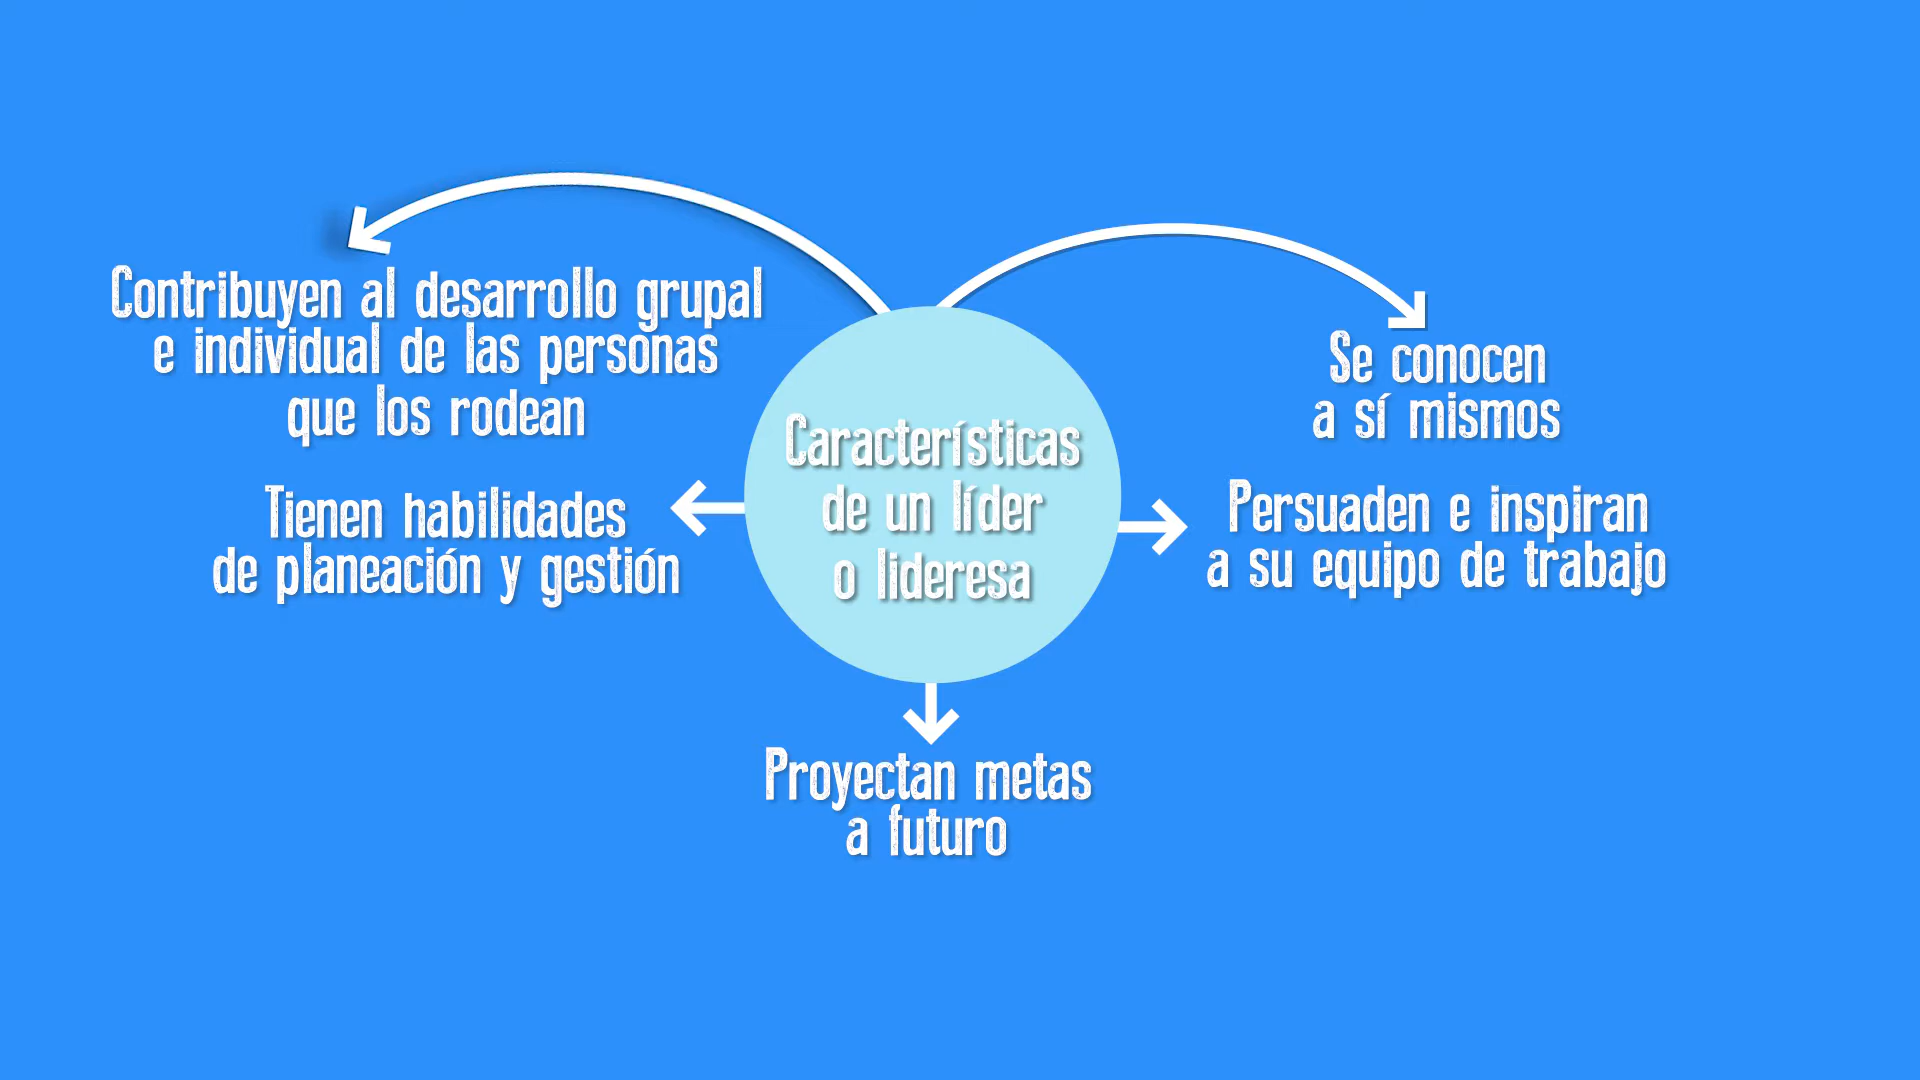 Contribuyen al desarrollo grupal
e individual de las personas
que los rodean
Se conocen
a sí mismos
Características
de un líder
o lideresa
Tienen habilidades
de planeación y gestión
Persuaden e inspiran
a su equipo de trabajo
Proyectan metas
a futuro